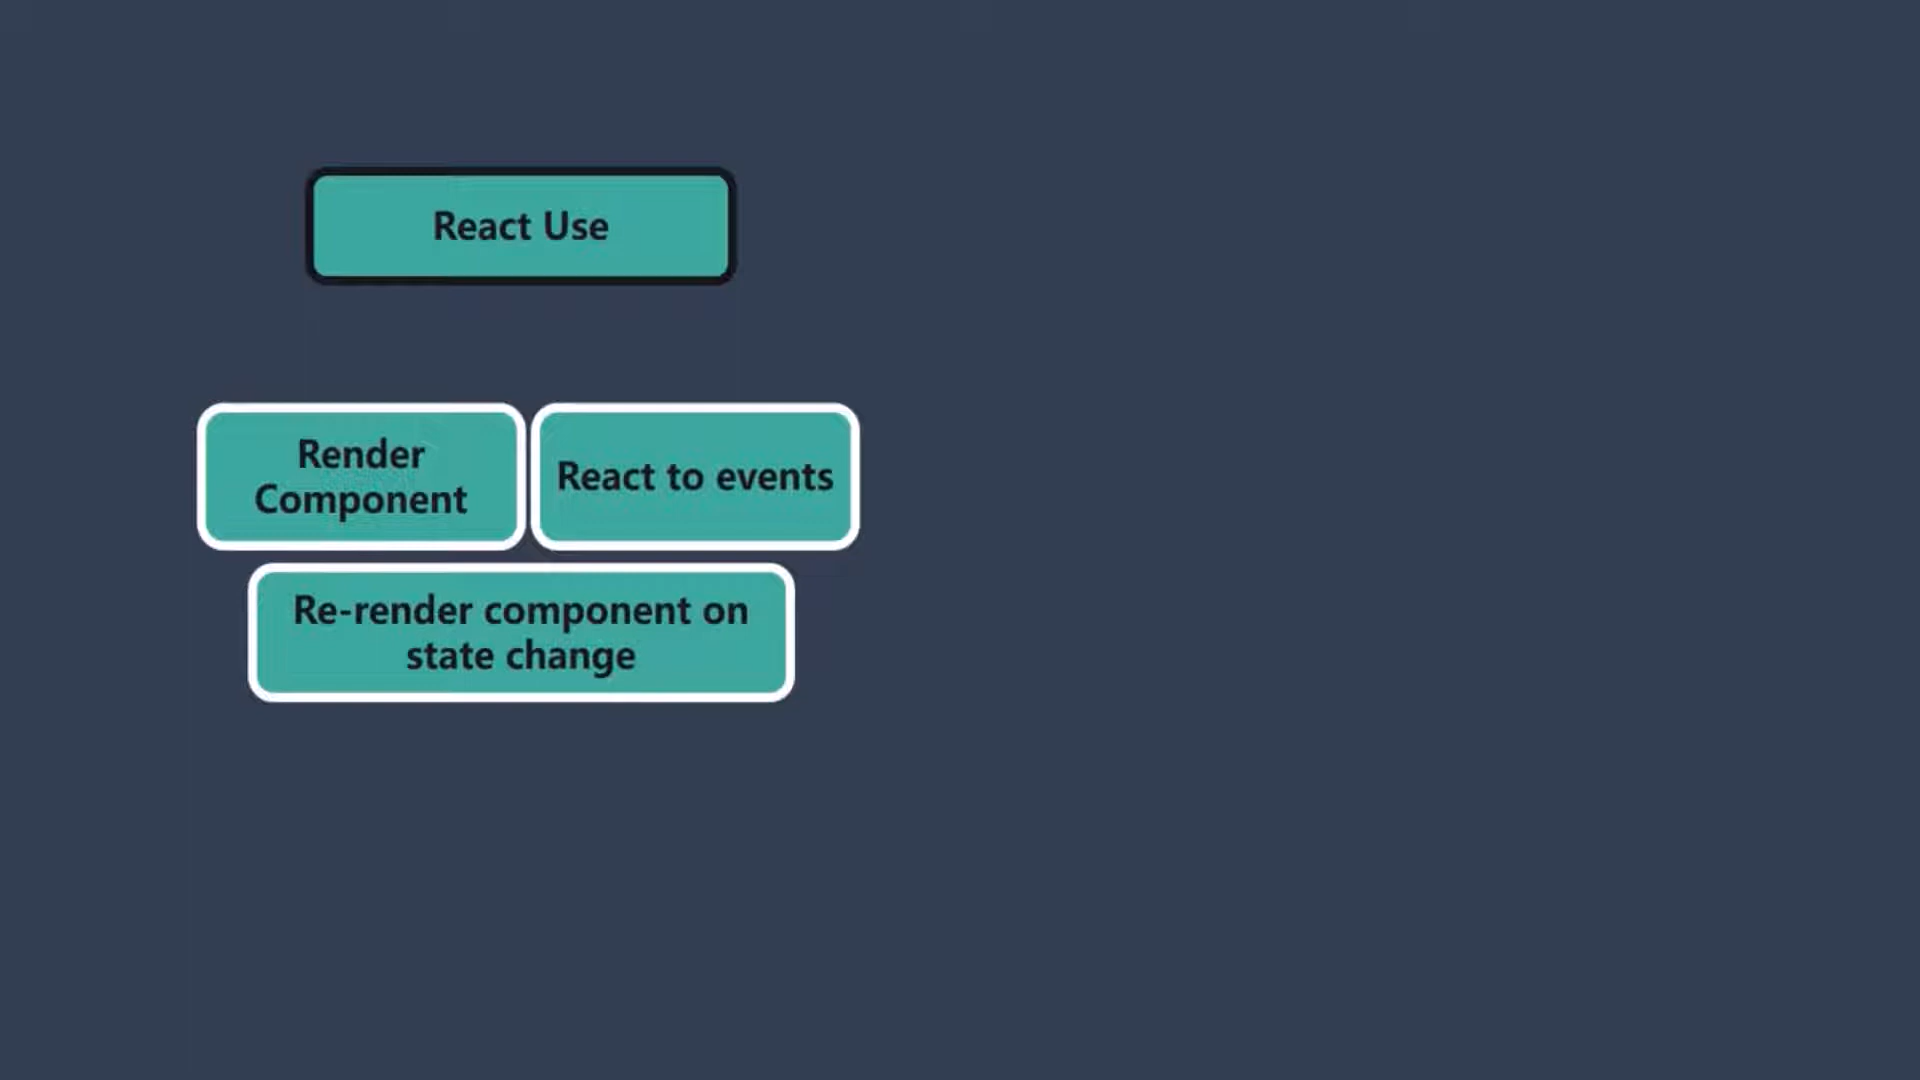 React Use
Render
Component
React to events
Re-render component on
state change